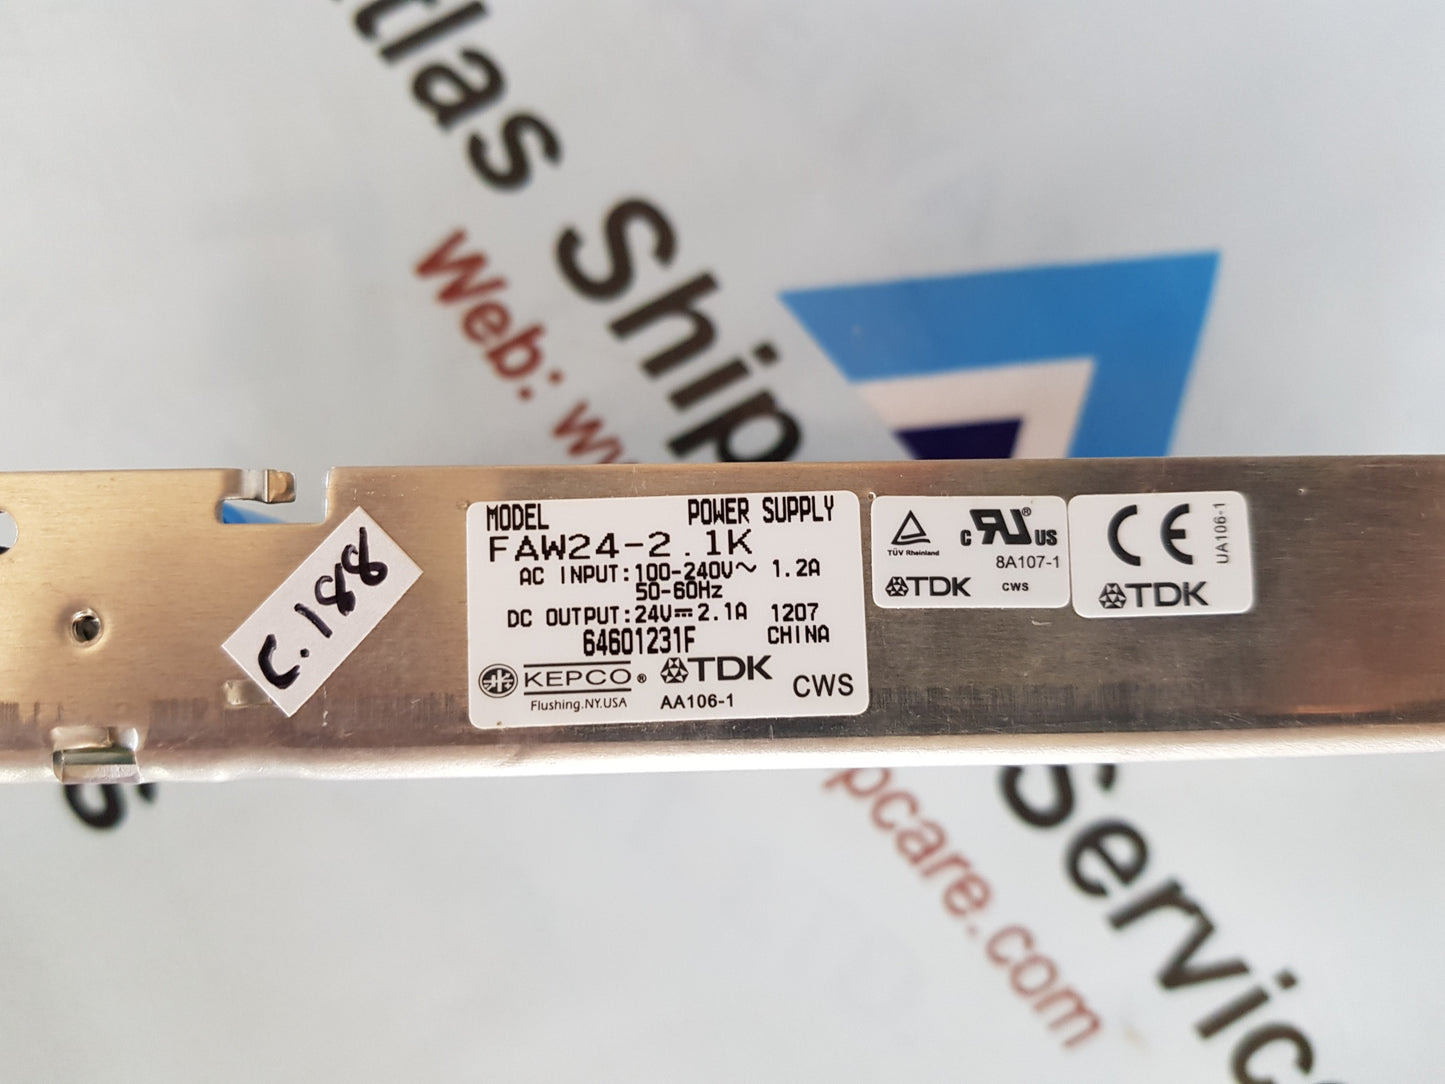 tlas Ship
Web: ww
C.188
MODEL POWER SUPPLY
FAW24-2.1K
AC INPUT:100-240V~ 1.2A
50-60Hz
DC OUTPUT:24V⎓2.1A 1207
64601231F CHINA
KEPCO® TDK
Flushing.NY.USA AA106-1 CWS
TÜV Rheinland
c RU® US
8A107-1
TDK CWS
CE
TDK
UA106-1
pcare.com
s Servic